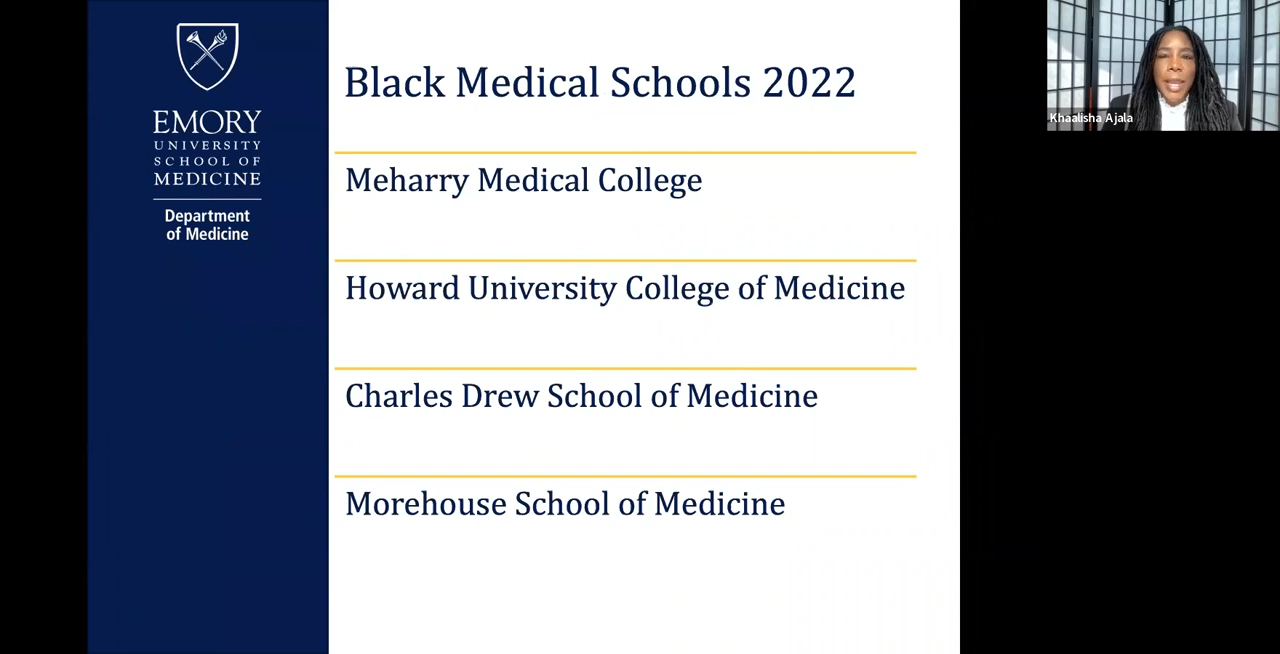 EMORY
UNIVERSITY
SCHOOL OF
MEDICINE
Department
of Medicine
Black Medical Schools 2022
Meharry Medical College
Howard University College of Medicine
Charles Drew School of Medicine
Morehouse School of Medicine
Khaalisha Ajala